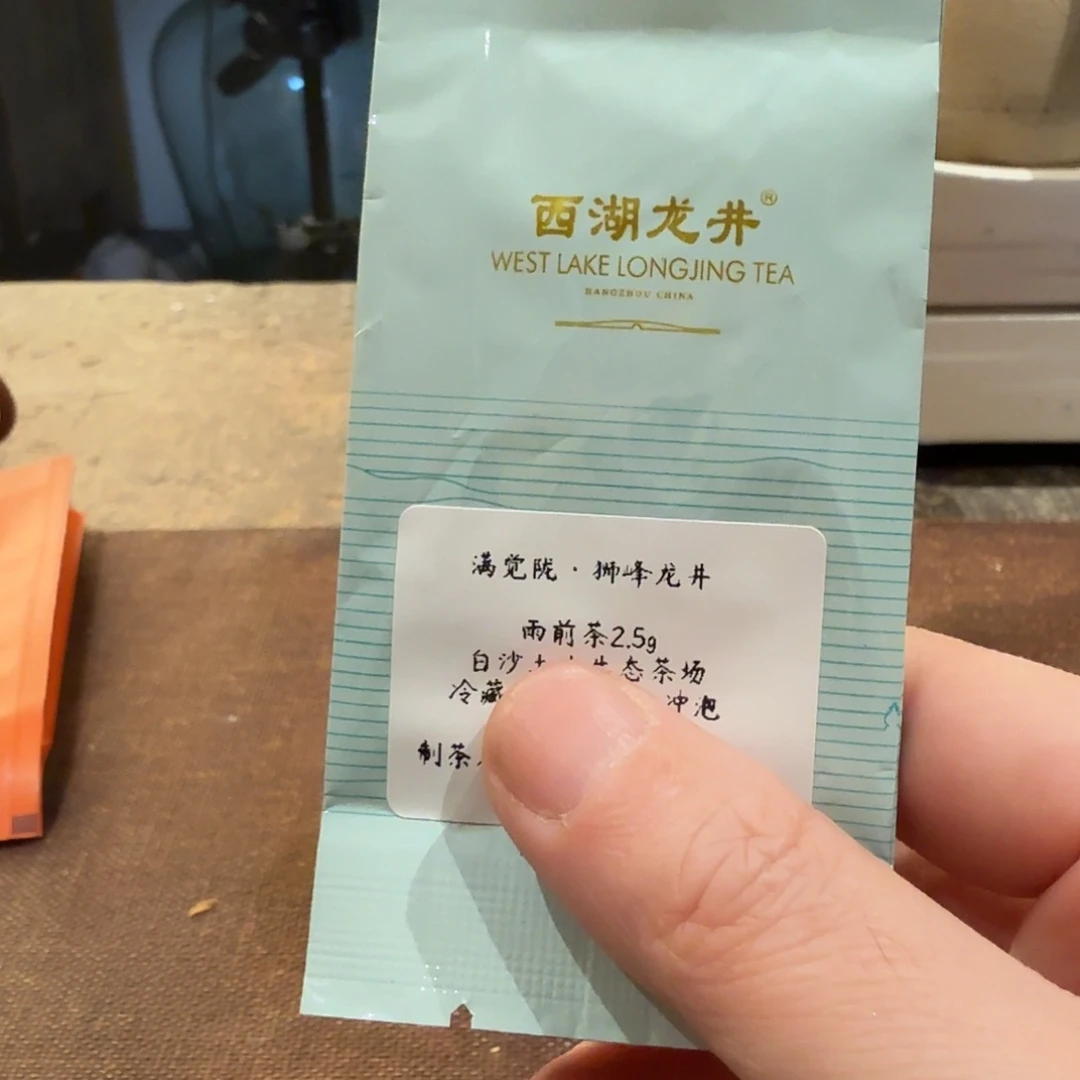 西湖龙井®
WEST LAKE LONGJING TEA
HANGZHOU CHINA
满觉陇·狮峰龙井
雨前茶2.5g
白沙土 生态茶场
冷藏 冲泡
制茶